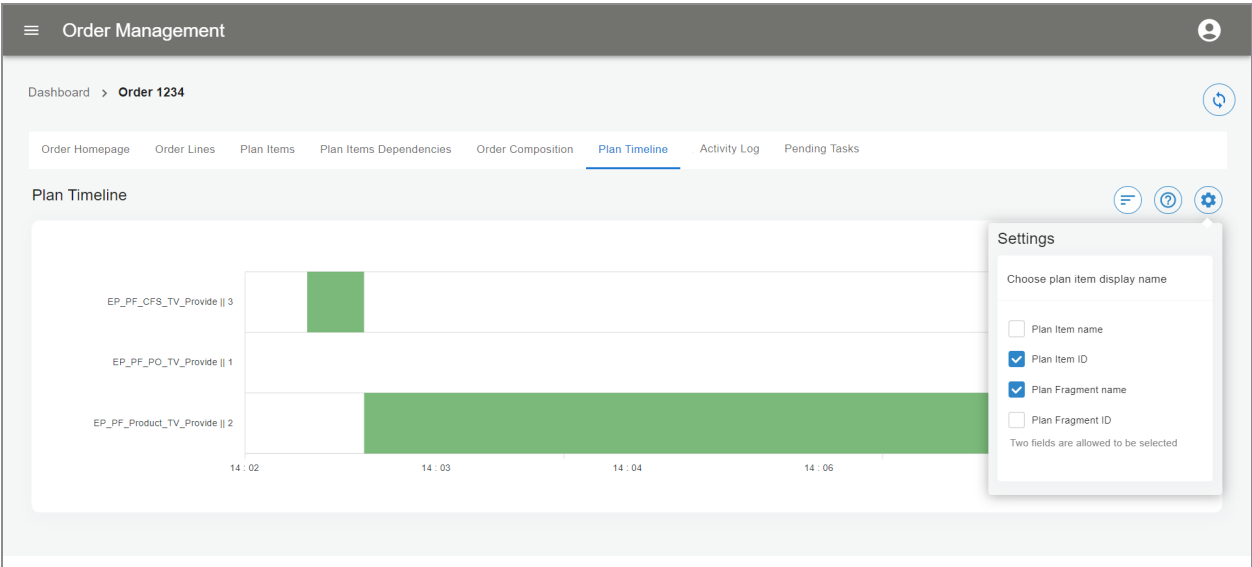 Order Management
Dashboard > Order 1234
Order Homepage Order Lines Plan Items Plan Items Dependencies Order Composition Plan Timeline Activity Log Pending Tasks
Plan Timeline
Settings
Choose plan item display name
Plan Item name
Plan Item ID
Plan Fragment name
Plan Fragment ID
Two fields are allowed to be selected
EP_PF_CFS_TV_Provide || 3
EP_PF_PO_TV_Provide || 1
EP_PF_Product_TV_Provide || 2
14 : 02 14 : 03 14 : 04 14 : 06